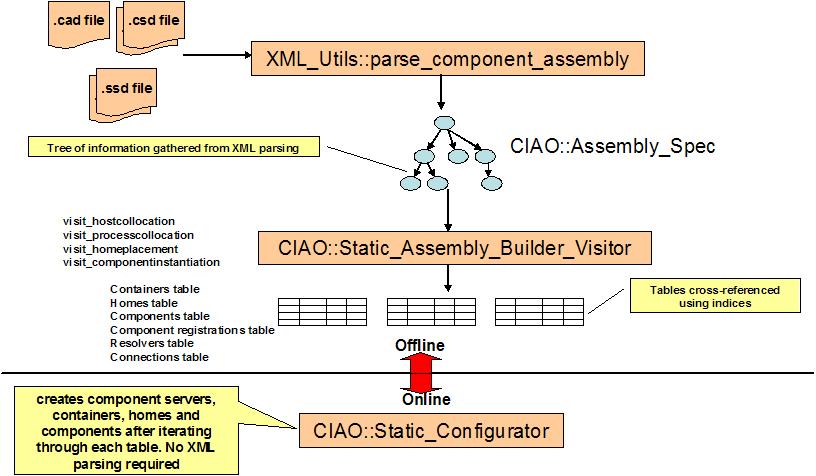 .cad file
.csd file
.ssd file
XML_Utils::parse_component_assembly
Tree of information gathered from XML parsing
CIAO::Assembly_Spec
visit_hostcollocation
visit_processcollocation
visit_homeplacement
visit_componentinstantiation
CIAO::Static_Assembly_Builder_Visitor
Containers table
Homes table
Components table
Component registrations table
Resolvers table
Connections table
Tables cross-referenced
using indices
Offline
Online
creates component servers,
containers, homes and
components after iterating
through each table. No XML
parsing required
CIAO::Static_Configurator